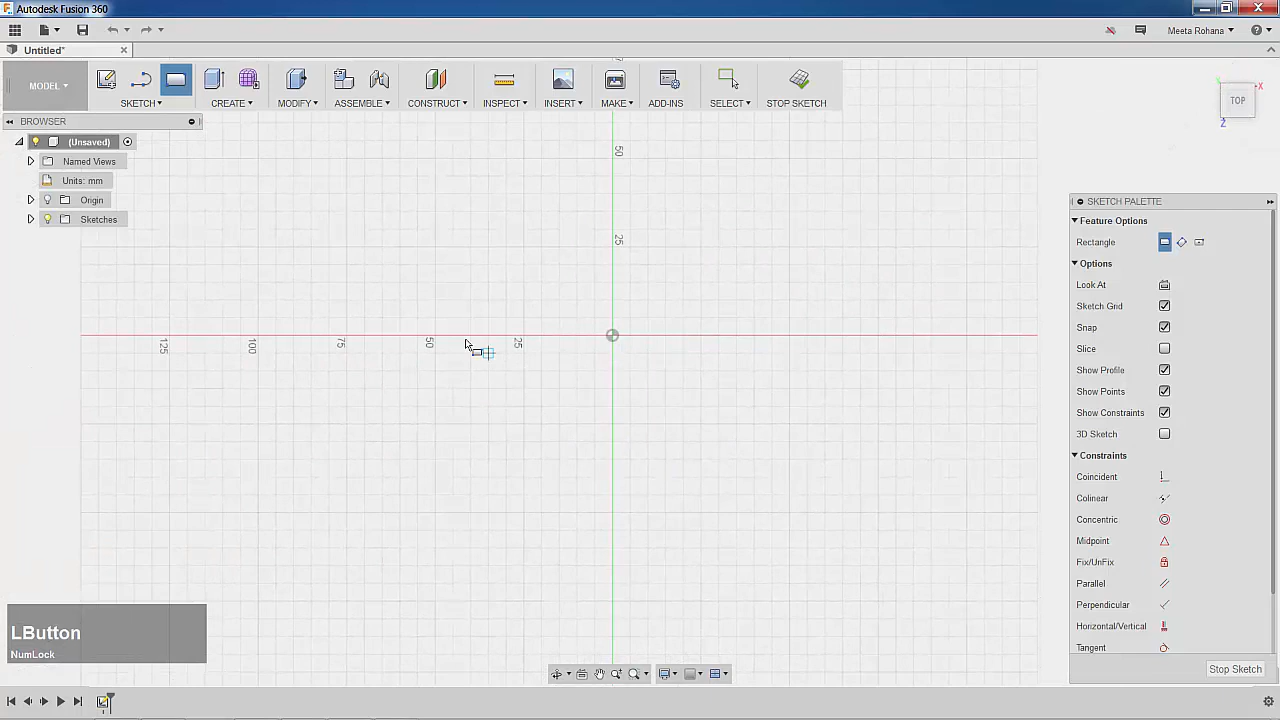 Autodesk Fusion 360
Meeta Rohana
Untitled*
MODEL
SKETCH
CREATE
MODIFY
ASSEMBLE
CONSTRUCT
INSPECT
INSERT
MAKE
ADD-INS
SELECT
STOP SKETCH
TOP
X
Z
BROWSER
(Unsaved)
Named Views
Units: mm
Origin
Sketches
50
25
125
100
75
50
25
SKETCH PALETTE
Feature Options
Rectangle
Options
Look At
Sketch Grid
Snap
Slice
Show Profile
Show Points
Show Constraints
3D Sketch
Constraints
Coincident
Colinear
Concentric
Midpoint
Fix/UnFix
Parallel
Perpendicular
Horizontal/Vertical
Tangent
Stop Sketch
LButton
NumLock